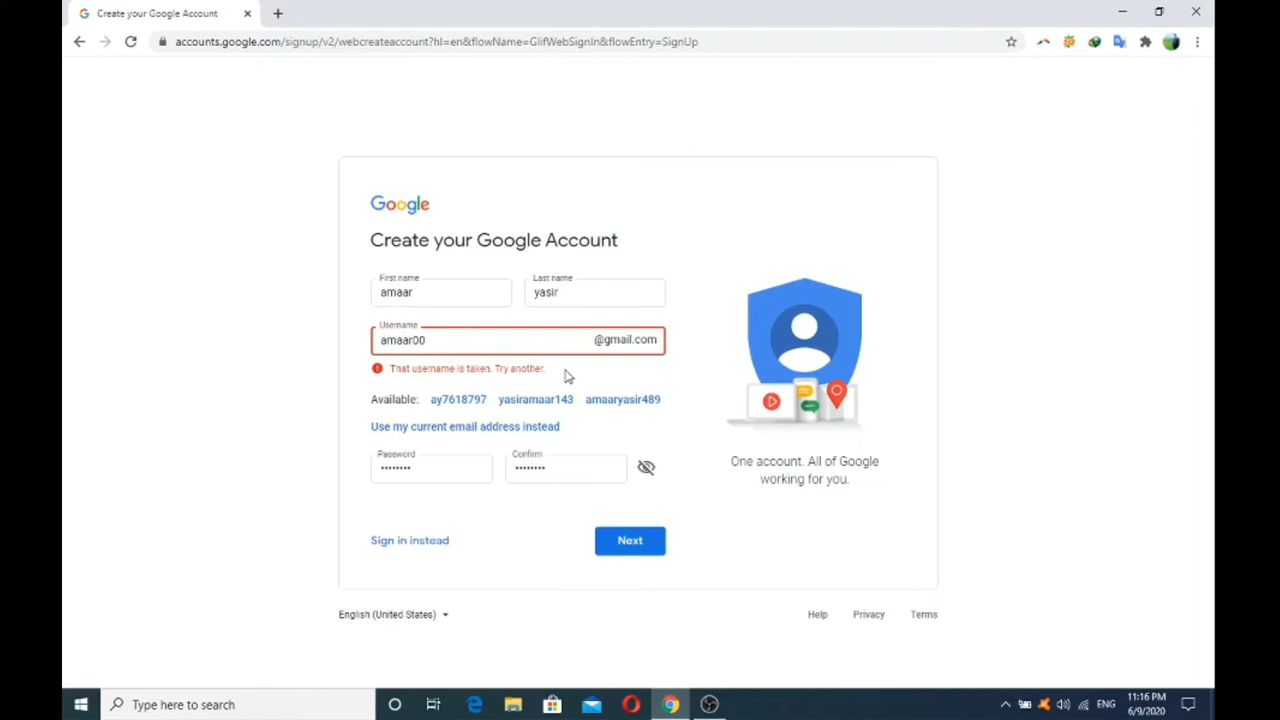 Create your Google Account
accounts.google.com/signup/v2/webcreateaccount?hl=en&flowName=GlifWebSignIn&flowEntry=SignUp
Google
Create your Google Account
First name
Last name
amaar
yasir
Username
amaar00
@gmail.com
That username is taken. Try another.
Available: ay7618797 yasiramaar143 amaaryasir489
Use my current email address instead
Password
Confirm
••••••••
••••••••
One account. All of Google
working for you.
Sign in instead
Next
English (United States)
Help
Privacy
Terms
Type here to search
ENG
11:16 PM
6/9/2020